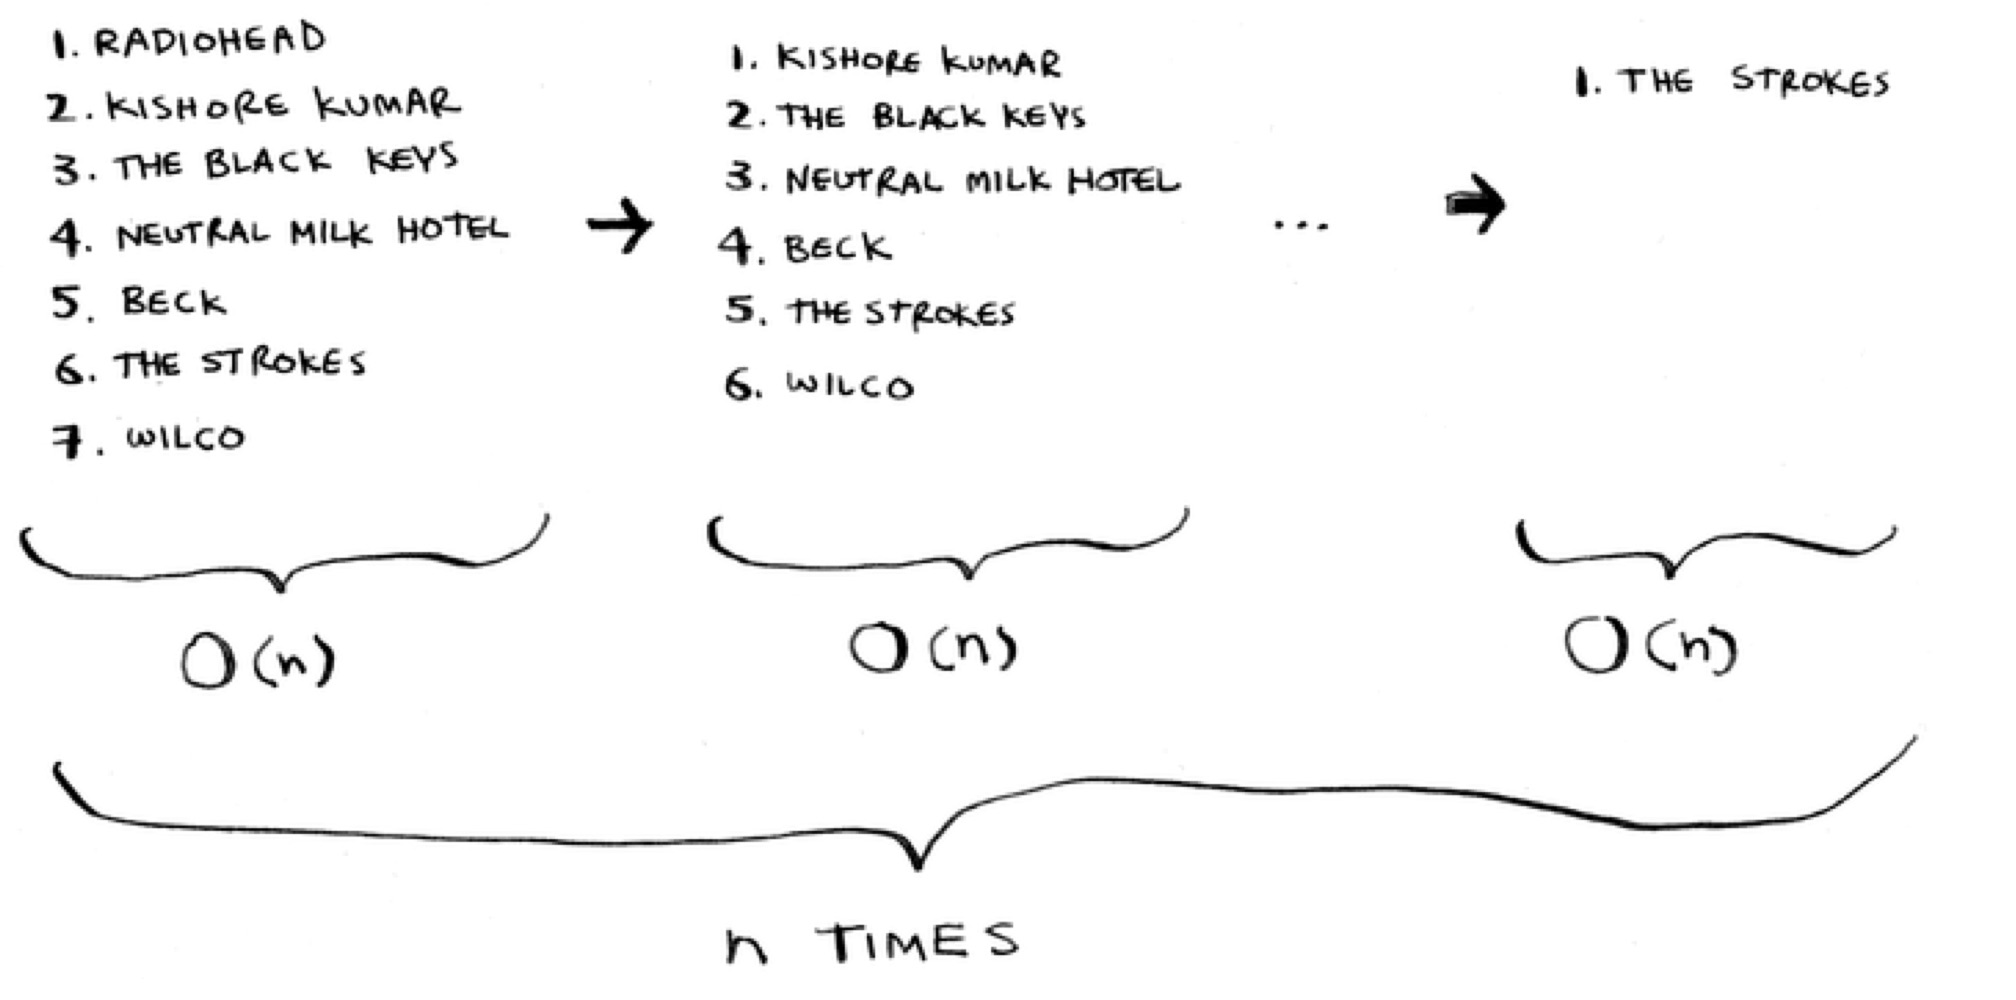 1. RADIOHEAD
2. KISHORE KUMAR
3. THE BLACK KEYS
4. NEUTRAL MILK HOTEL
5. BECK
6. THE STROKES
7. WILCO
→
1. KISHORE KUMAR
2. THE BLACK KEYS
3. NEUTRAL MILK HOTEL
4. BECK
5. THE STROKES
6. WILCO
...
→
1. THE STROKES
O(n)
O(n)
O(n)
n TIMES